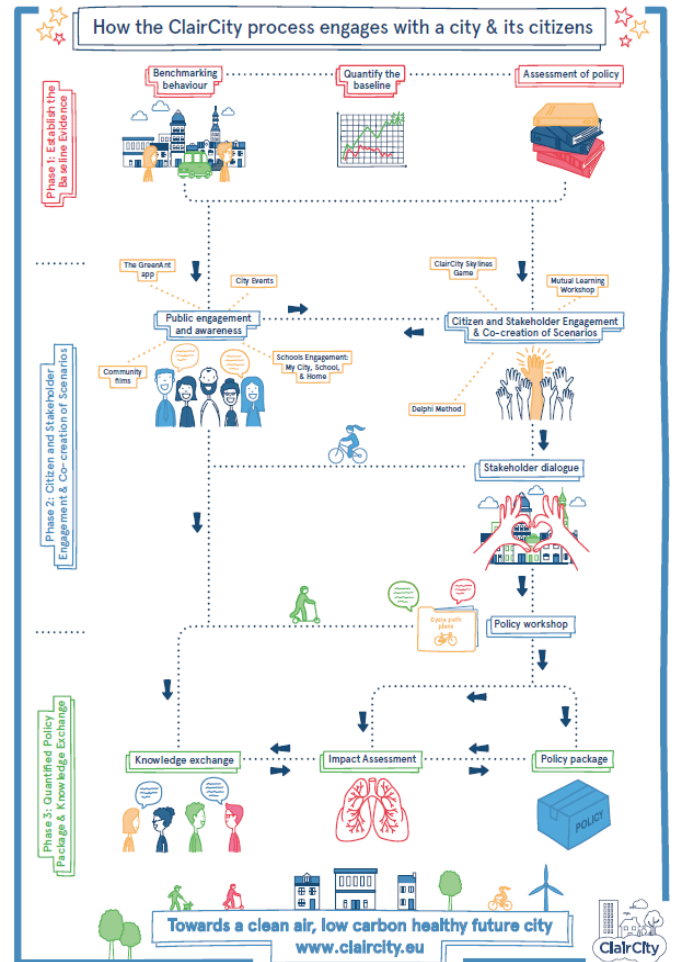 How the ClairCity process engages with a city & its citizens
Phase 1: Establish the
Baseline Evidence
Benchmarking
behaviour
Quantify the
baseline
Assessment of policy
Phase 2: Citizen and Stakeholder
Engagement & Co-creation of Scenarios
The GreenAnt
app
City Events
Public engagement
and awareness
Community
films
Schools Engagement:
My City, School,
& Home
ClairCity Skylines
Game
Mutual Learning
Workshop
Citizen and Stakeholder Engagement
& Co-creation of Scenarios
Delphi Method
Stakeholder dialogue
Cycle path
plans
Policy workshop
Phase 3: Quantified Policy
Package & Knowledge Exchange
Knowledge exchange
Impact Assessment
Policy package
POLICY
Towards a clean air, low carbon healthy future city
www.claircity.eu
ClairCity